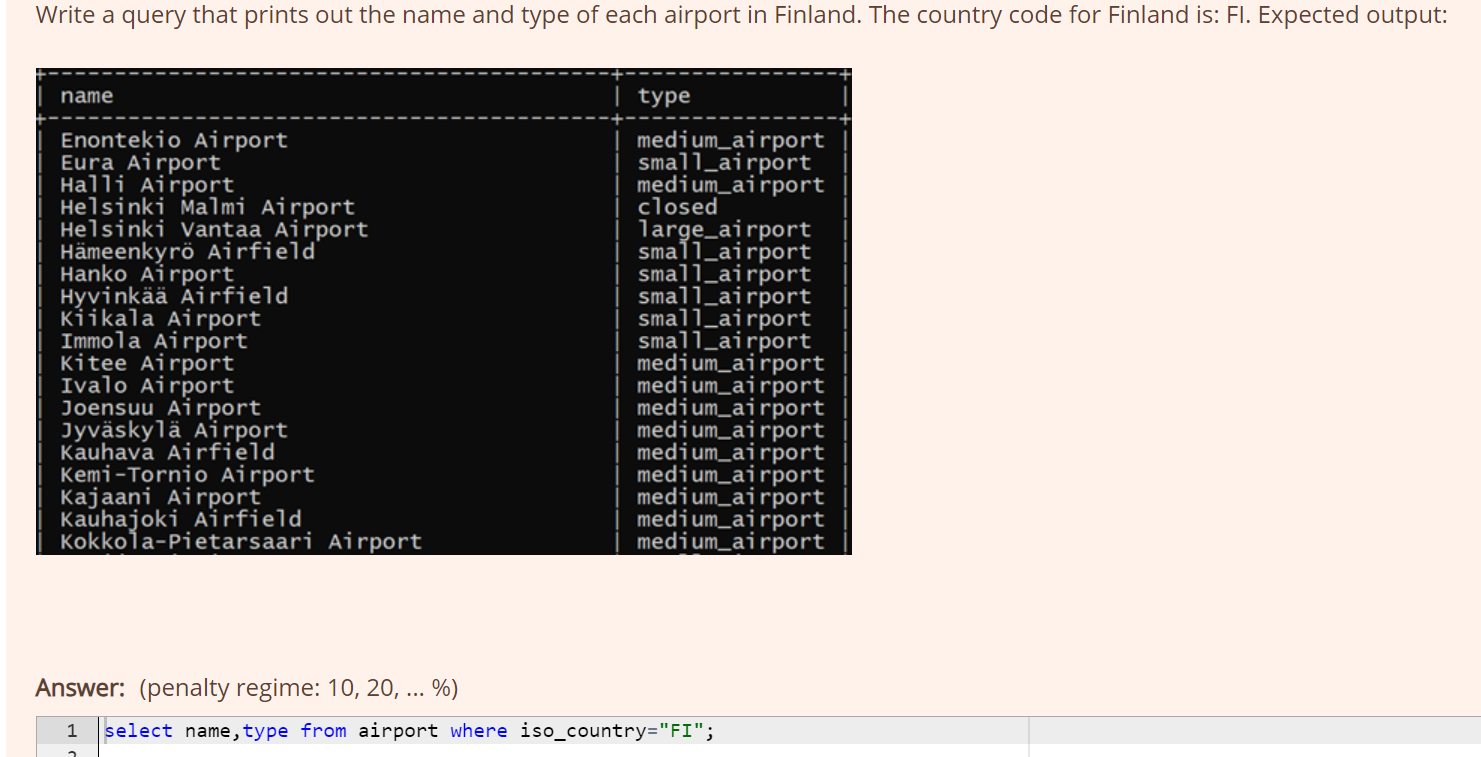 Write a query that prints out the name and type of each airport in Finland. The country code for Finland is: FI. Expected output:
name | type
Enontekio Airport | medium_airport
Eura Airport | small_airport
Halli Airport | medium_airport
Helsinki Malmi Airport | closed
Helsinki Vantaa Airport | large_airport
Hämeenkyrö Airfield | small_airport
Hanko Airport | small_airport
Hyvinkää Airfield | small_airport
Kiikala Airport | small_airport
Immola Airport | small_airport
Kitee Airport | medium_airport
Ivalo Airport | medium_airport
Joensuu Airport | medium_airport
Jyväskylä Airport | medium_airport
Kauhava Airfield | medium_airport
Kemi-Tornio Airport | medium_airport
Kajaani Airport | medium_airport
Kauhajoki Airfield | medium_airport
Kokkola-Pietarsaari Airport | medium_airport
Answer: (penalty regime: 10, 20, ... %)
1 select name,type from airport where iso_country="FI";